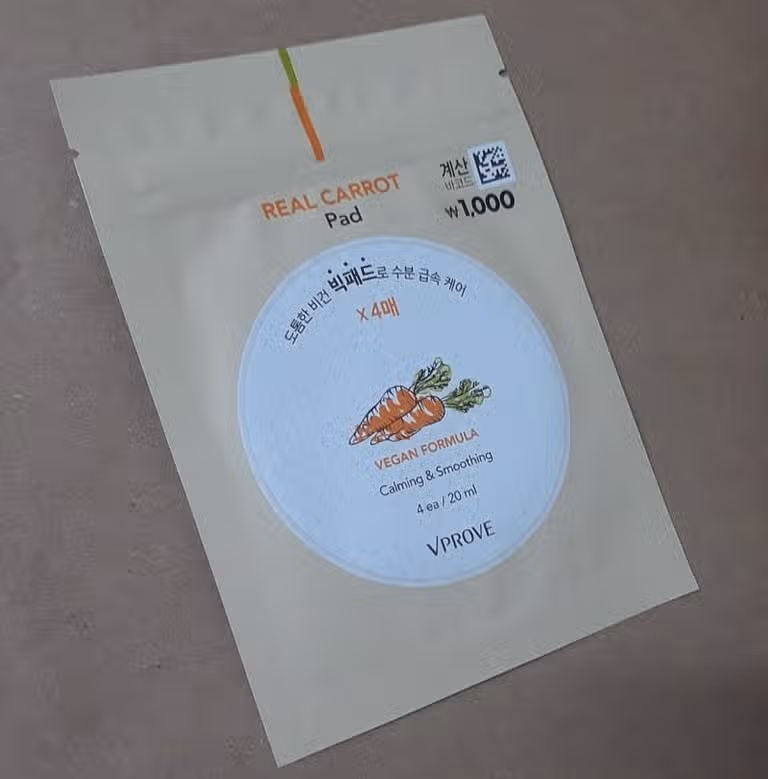 REAL CARROT
Pad
계산
바코드
₩1,000
도톰한 비건 빅패드로 수분 급속 케어
X 4매
VEGAN FORMULA
Calming & Smoothing
4 ea / 20 ml
VPROVE